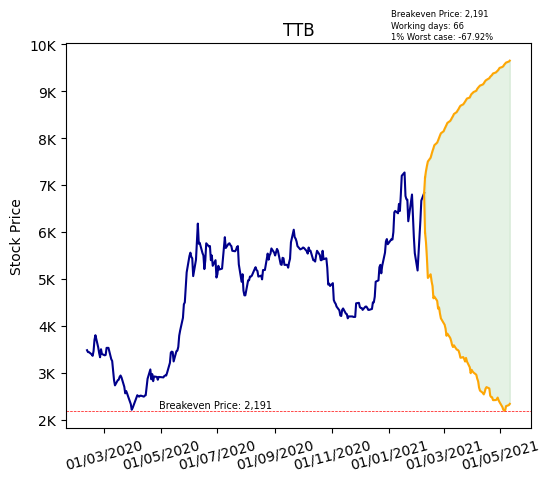 Breakeven Price: 2,191
Working days: 66
1% Worst case: -67.92%
TTB
10K
9K
8K
7K
6K
5K
4K
3K
2K
Stock Price
Breakeven Price: 2,191
01/03/2020
01/05/2020
01/07/2020
01/09/2020
01/11/2020
01/01/2021
01/03/2021
01/05/2021